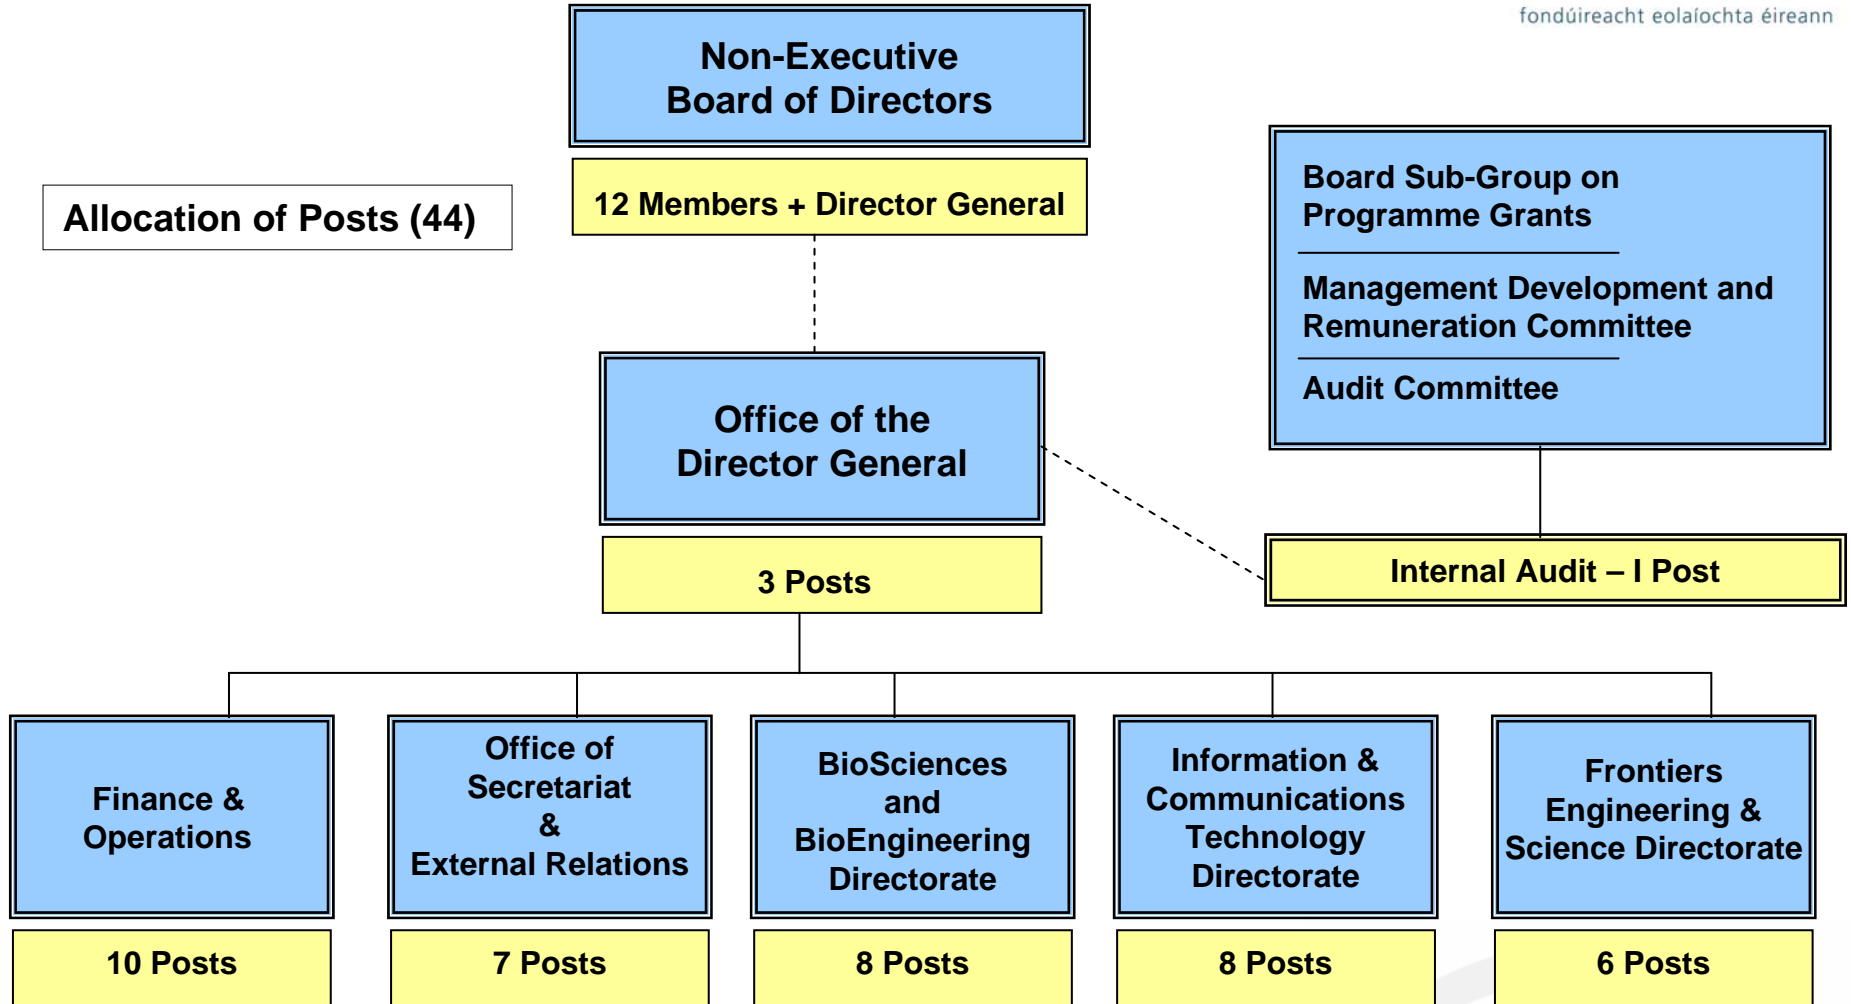 fondúireacht eolaíochta éireann
Non-Executive
Board of Directors
12 Members + Director General
Allocation of Posts (44)
Board Sub-Group on
Programme Grants
Management Development and
Remuneration Committee
Audit Committee
Office of the
Director General
3 Posts
Internal Audit – I Post
Finance &
Operations
10 Posts
Office of
Secretariat
&
External Relations
7 Posts
BioSciences
and
BioEngineering
Directorate
8 Posts
Information &
Communications
Technology
Directorate
8 Posts
Frontiers
Engineering &
Science Directorate
6 Posts